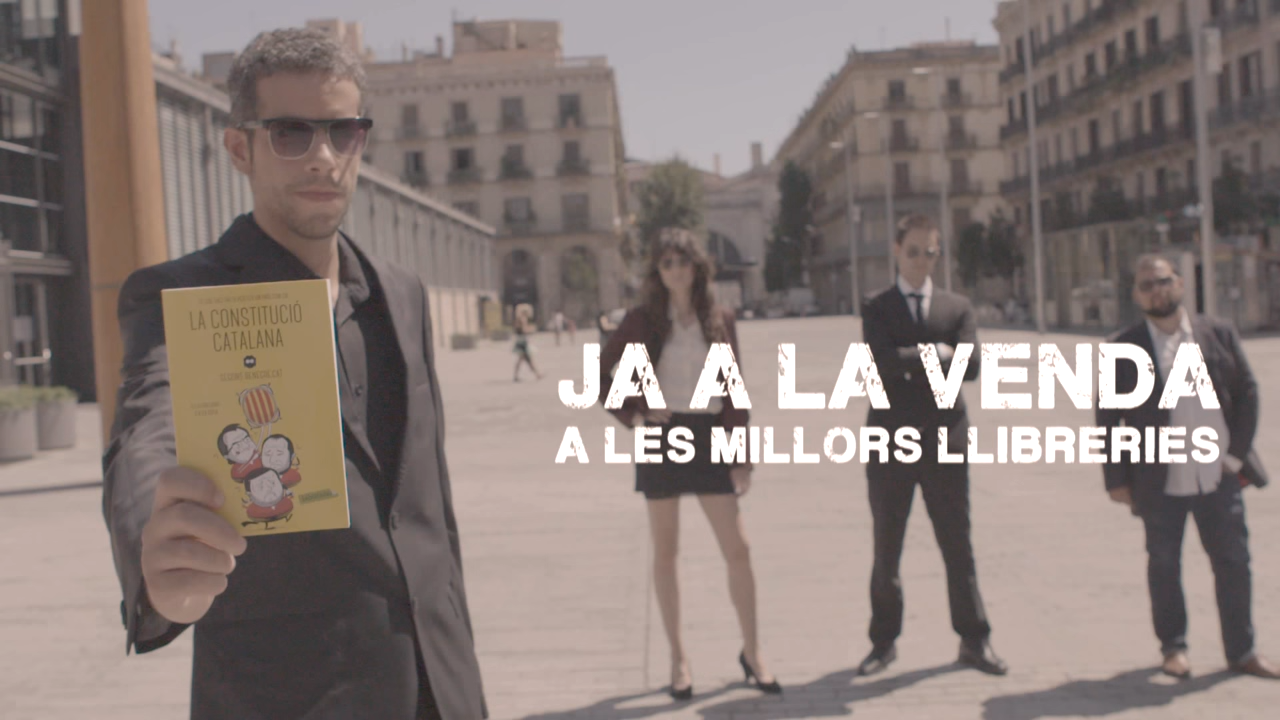 LA CONSTITUCIÓ
CATALANA
JA A LA VENDA
A LES MILLORS LLIBRERIES